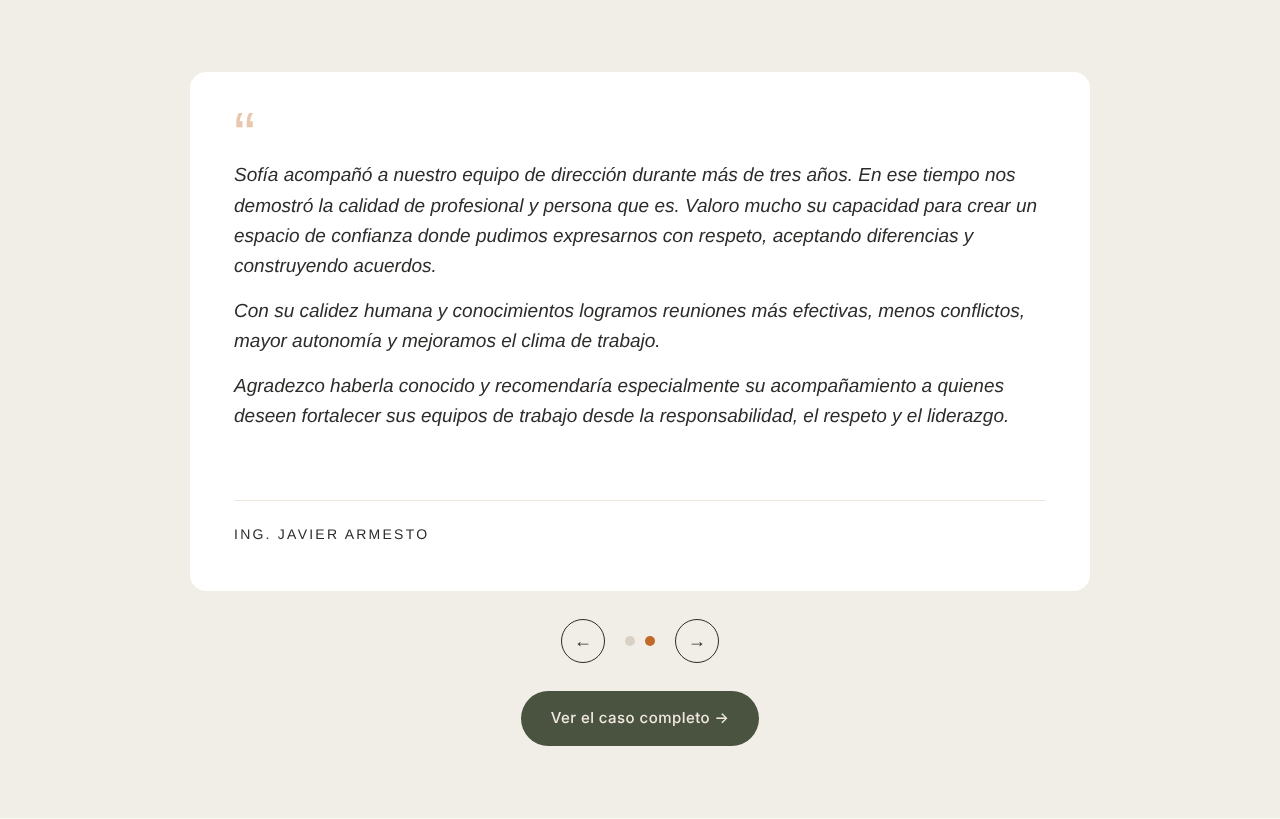 “
Sofía acompañó a nuestro equipo de dirección durante más de tres años. En ese tiempo nos
demostró la calidad de profesional y persona que es. Valoro mucho su capacidad para crear un
espacio de confianza donde pudimos expresarnos con respeto, aceptando diferencias y
construyendo acuerdos.
Con su calidez humana y conocimientos logramos reuniones más efectivas, menos conflictos,
mayor autonomía y mejoramos el clima de trabajo.
Agradezco haberla conocido y recomendaría especialmente su acompañamiento a quienes
deseen fortalecer sus equipos de trabajo desde la responsabilidad, el respeto y el liderazgo.
ING. JAVIER ARMESTO
← →
Ver el caso completo →